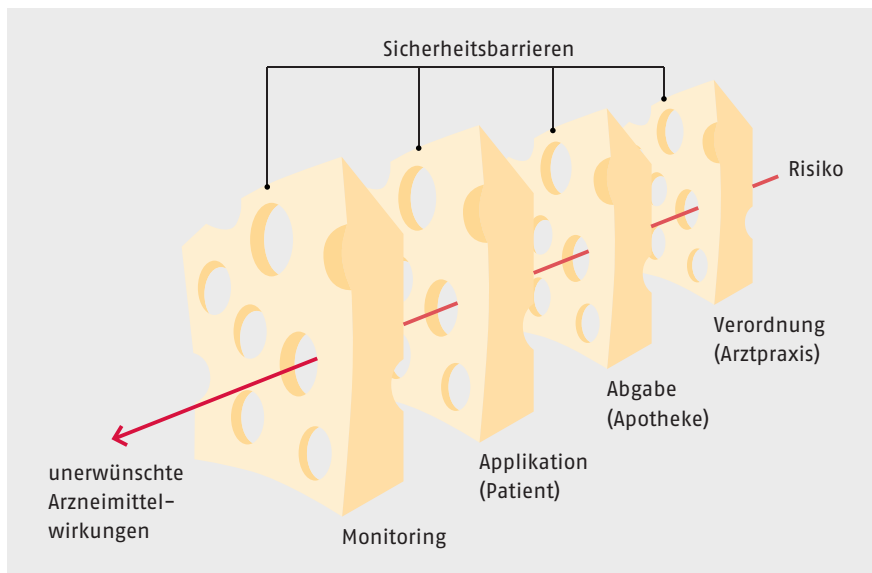 Sicherheitsbarrieren
Risiko
Verordnung
(Arztpraxis)
Abgabe
(Apotheke)
Applikation
(Patient)
Monitoring
unerwünschte
Arzneimittel-
wirkungen